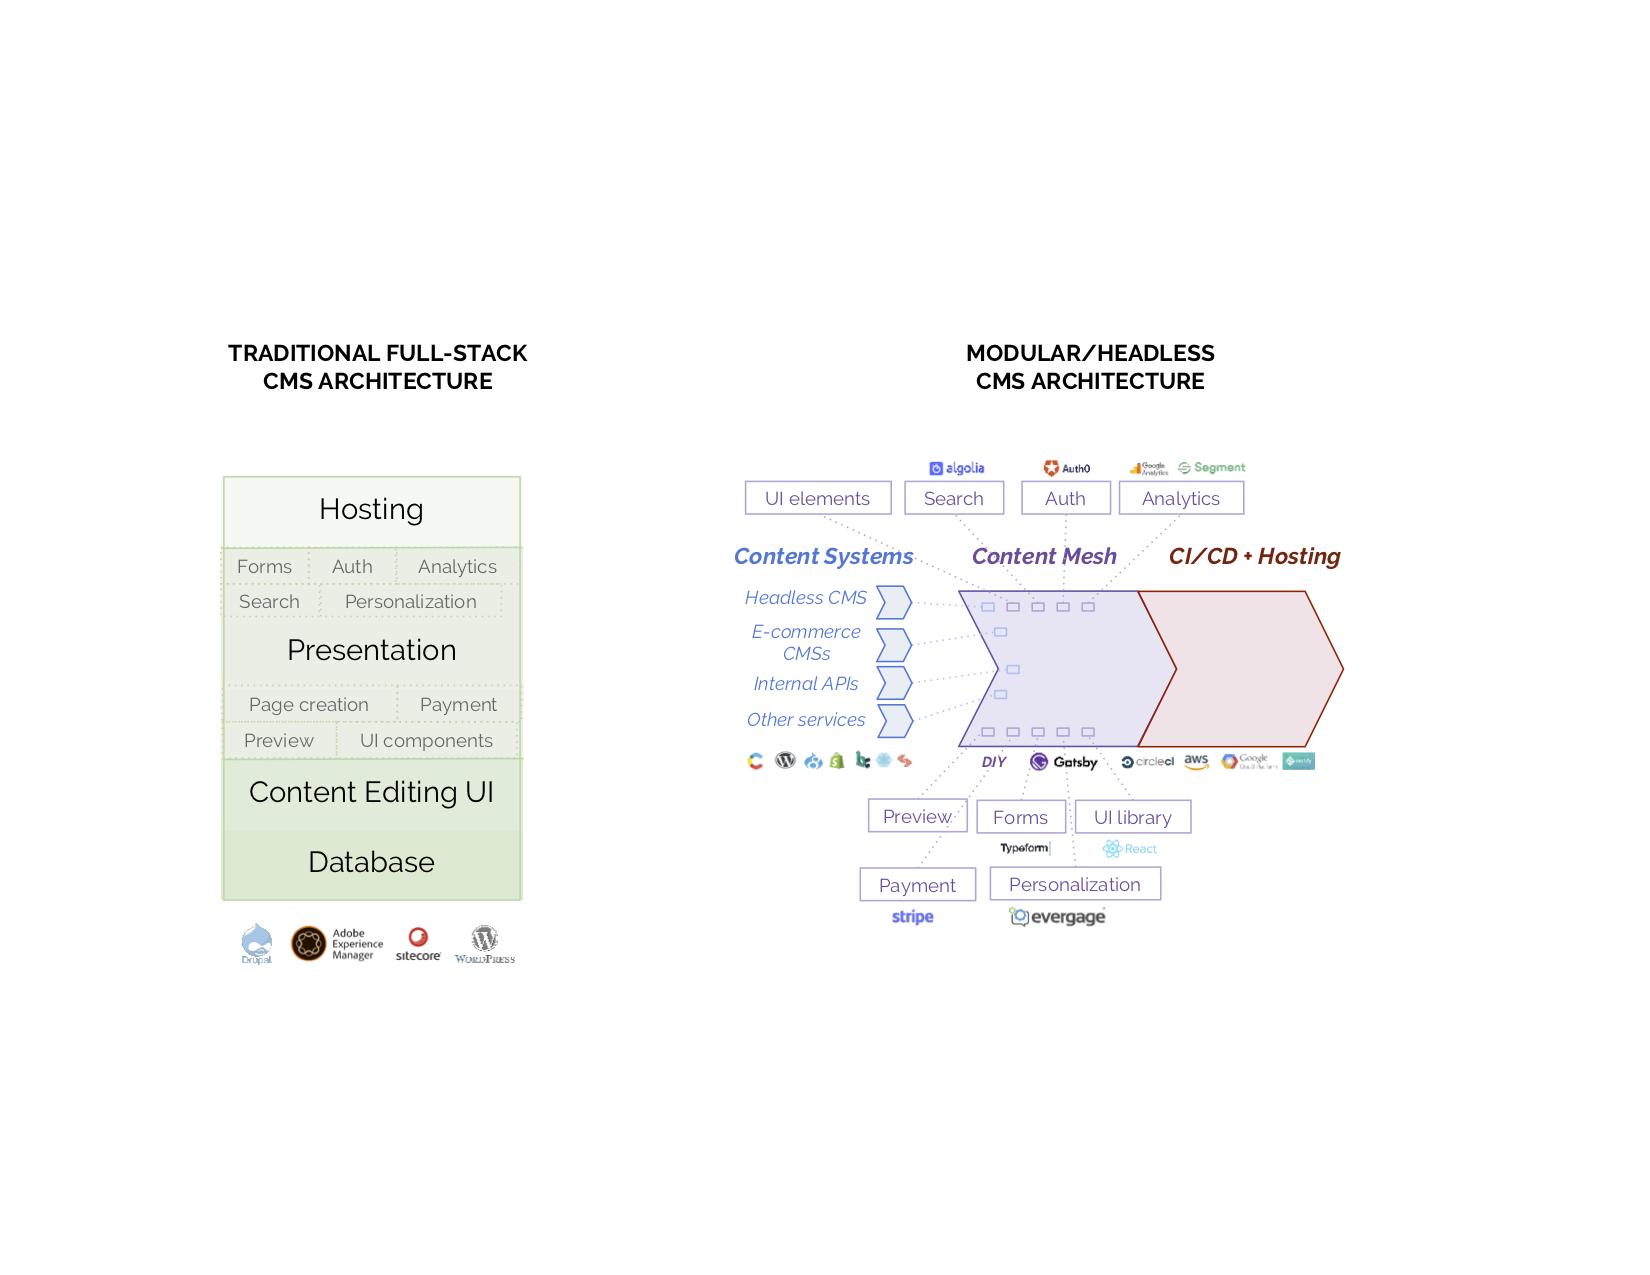 TRADITIONAL FULL-STACK
CMS ARCHITECTURE
Hosting
Forms
Auth
Analytics
Search
Personalization
Presentation
Page creation
Payment
Preview
UI components
Content Editing UI
Database
Drupal
Adobe
Experience
Manager
sitecore
WORDPRESS
MODULAR/HEADLESS
CMS ARCHITECTURE
algolia
Auth0
Google
Analytics
Segment
UI elements
Search
Auth
Analytics
Content Systems
Content Mesh
CI/CD + Hosting
Headless CMS
E-commerce
CMSs
Internal APIs
Other services
DIY
Gatsby
circleci
aws
Google
Cloud Platform
netlify
Preview
Forms
UI library
Typeform
React
Payment
Personalization
stripe
evergage